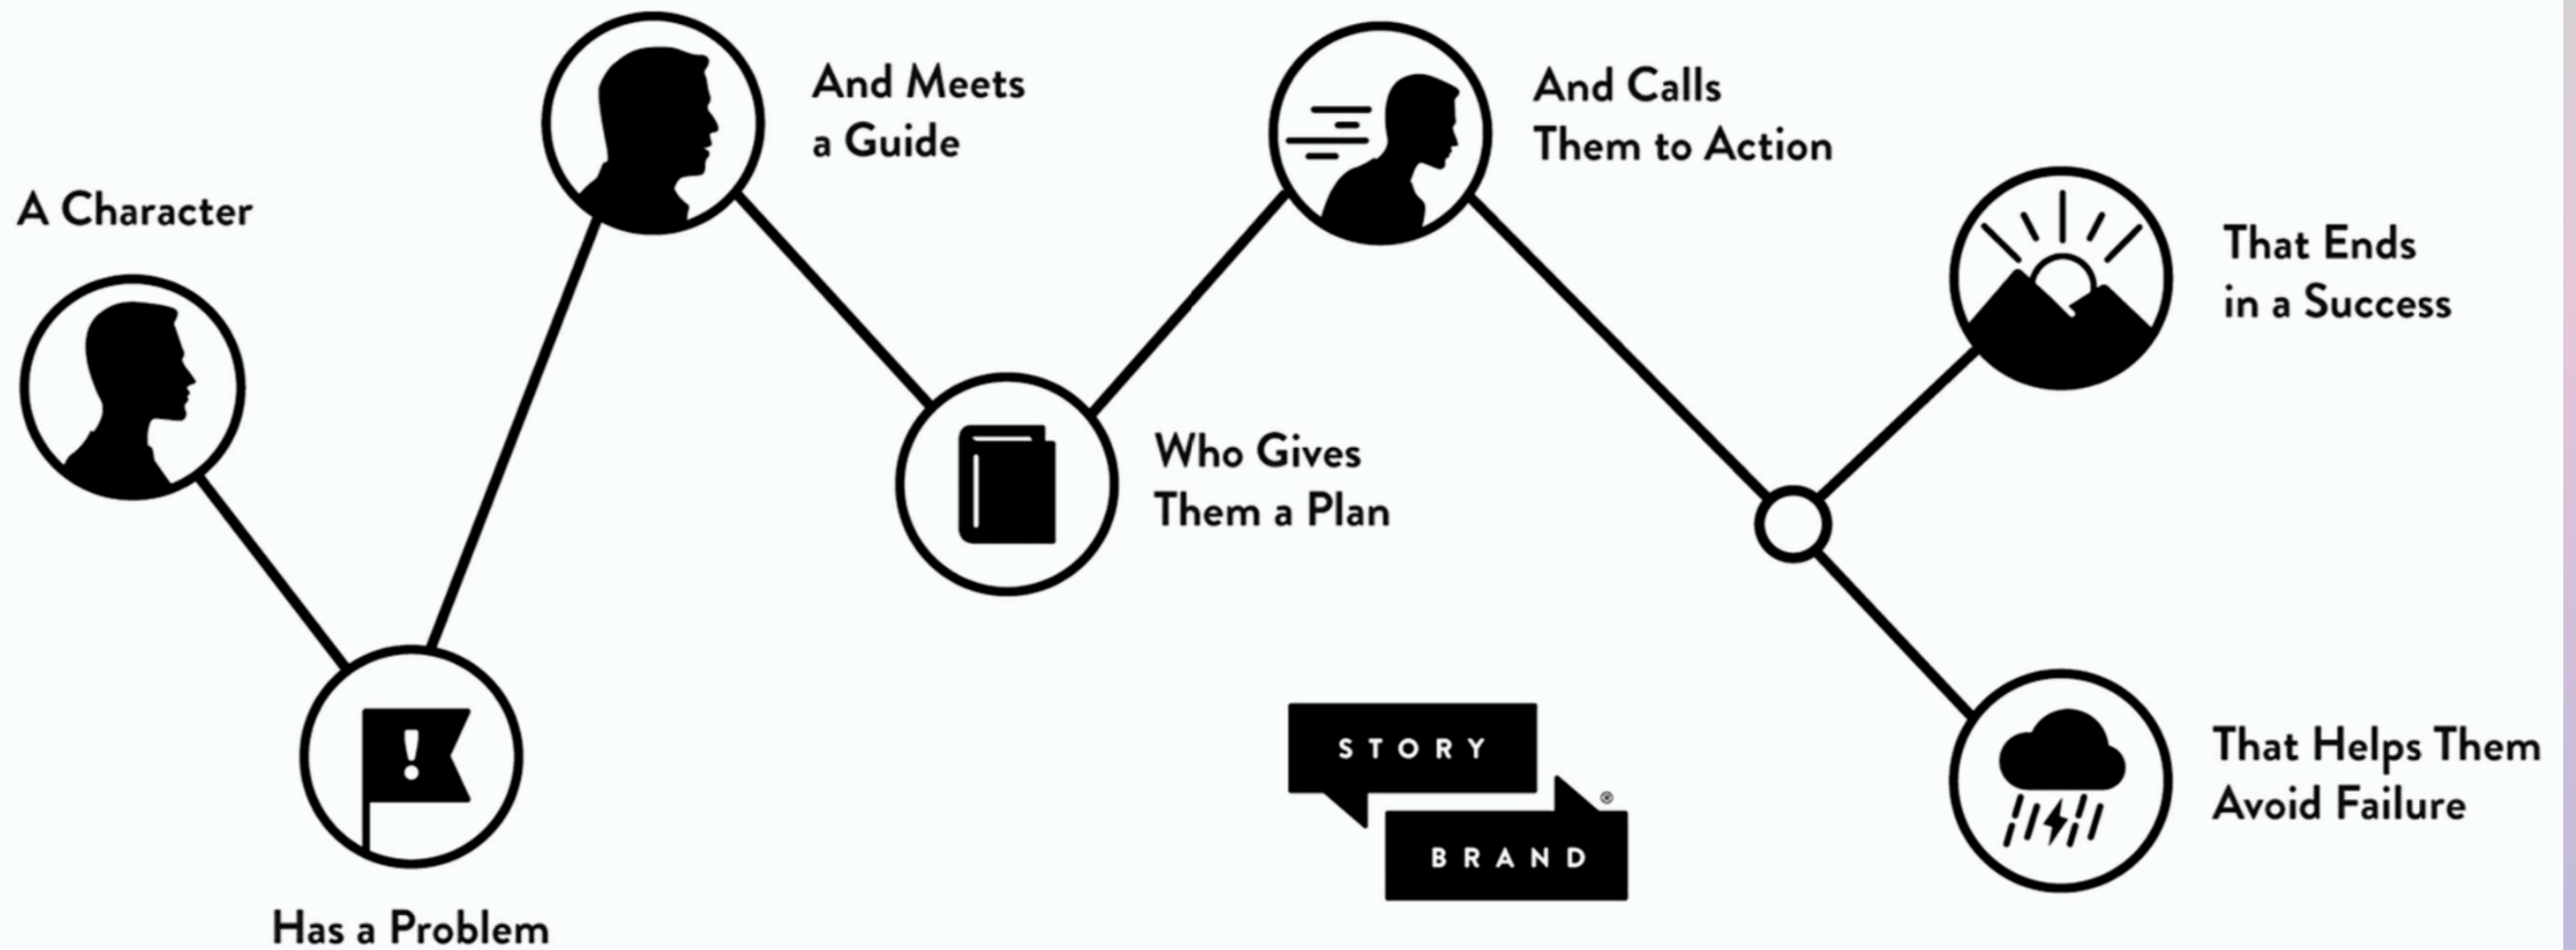 A Character
Has a Problem
And Meets
a Guide
Who Gives
Them a Plan
And Calls
Them to Action
That Ends
in a Success
That Helps Them
Avoid Failure
!
STORY
®
BRAND